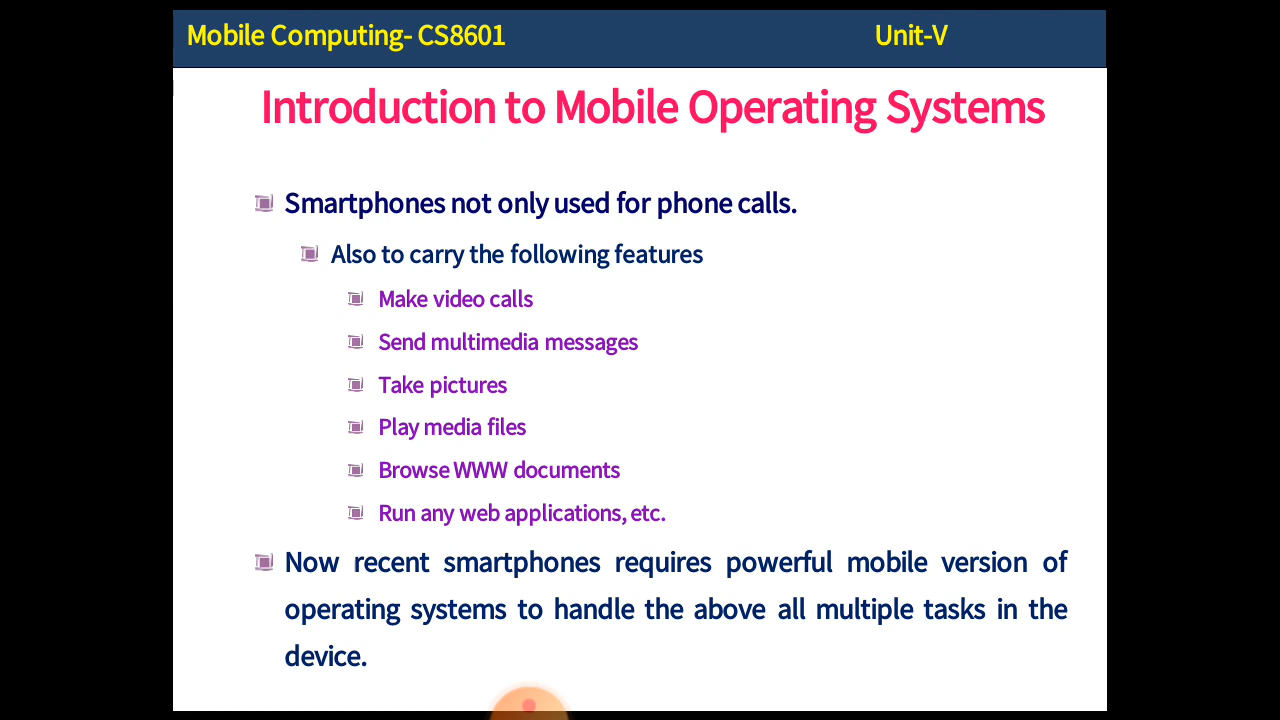 Mobile Computing- CS8601 Unit-V
Introduction to Mobile Operating Systems
Smartphones not only used for phone calls.
Also to carry the following features
Make video calls
Send multimedia messages
Take pictures
Play media files
Browse WWW documents
Run any web applications, etc.
Now recent smartphones requires powerful mobile version of
operating systems to handle the above all multiple tasks in the
device.